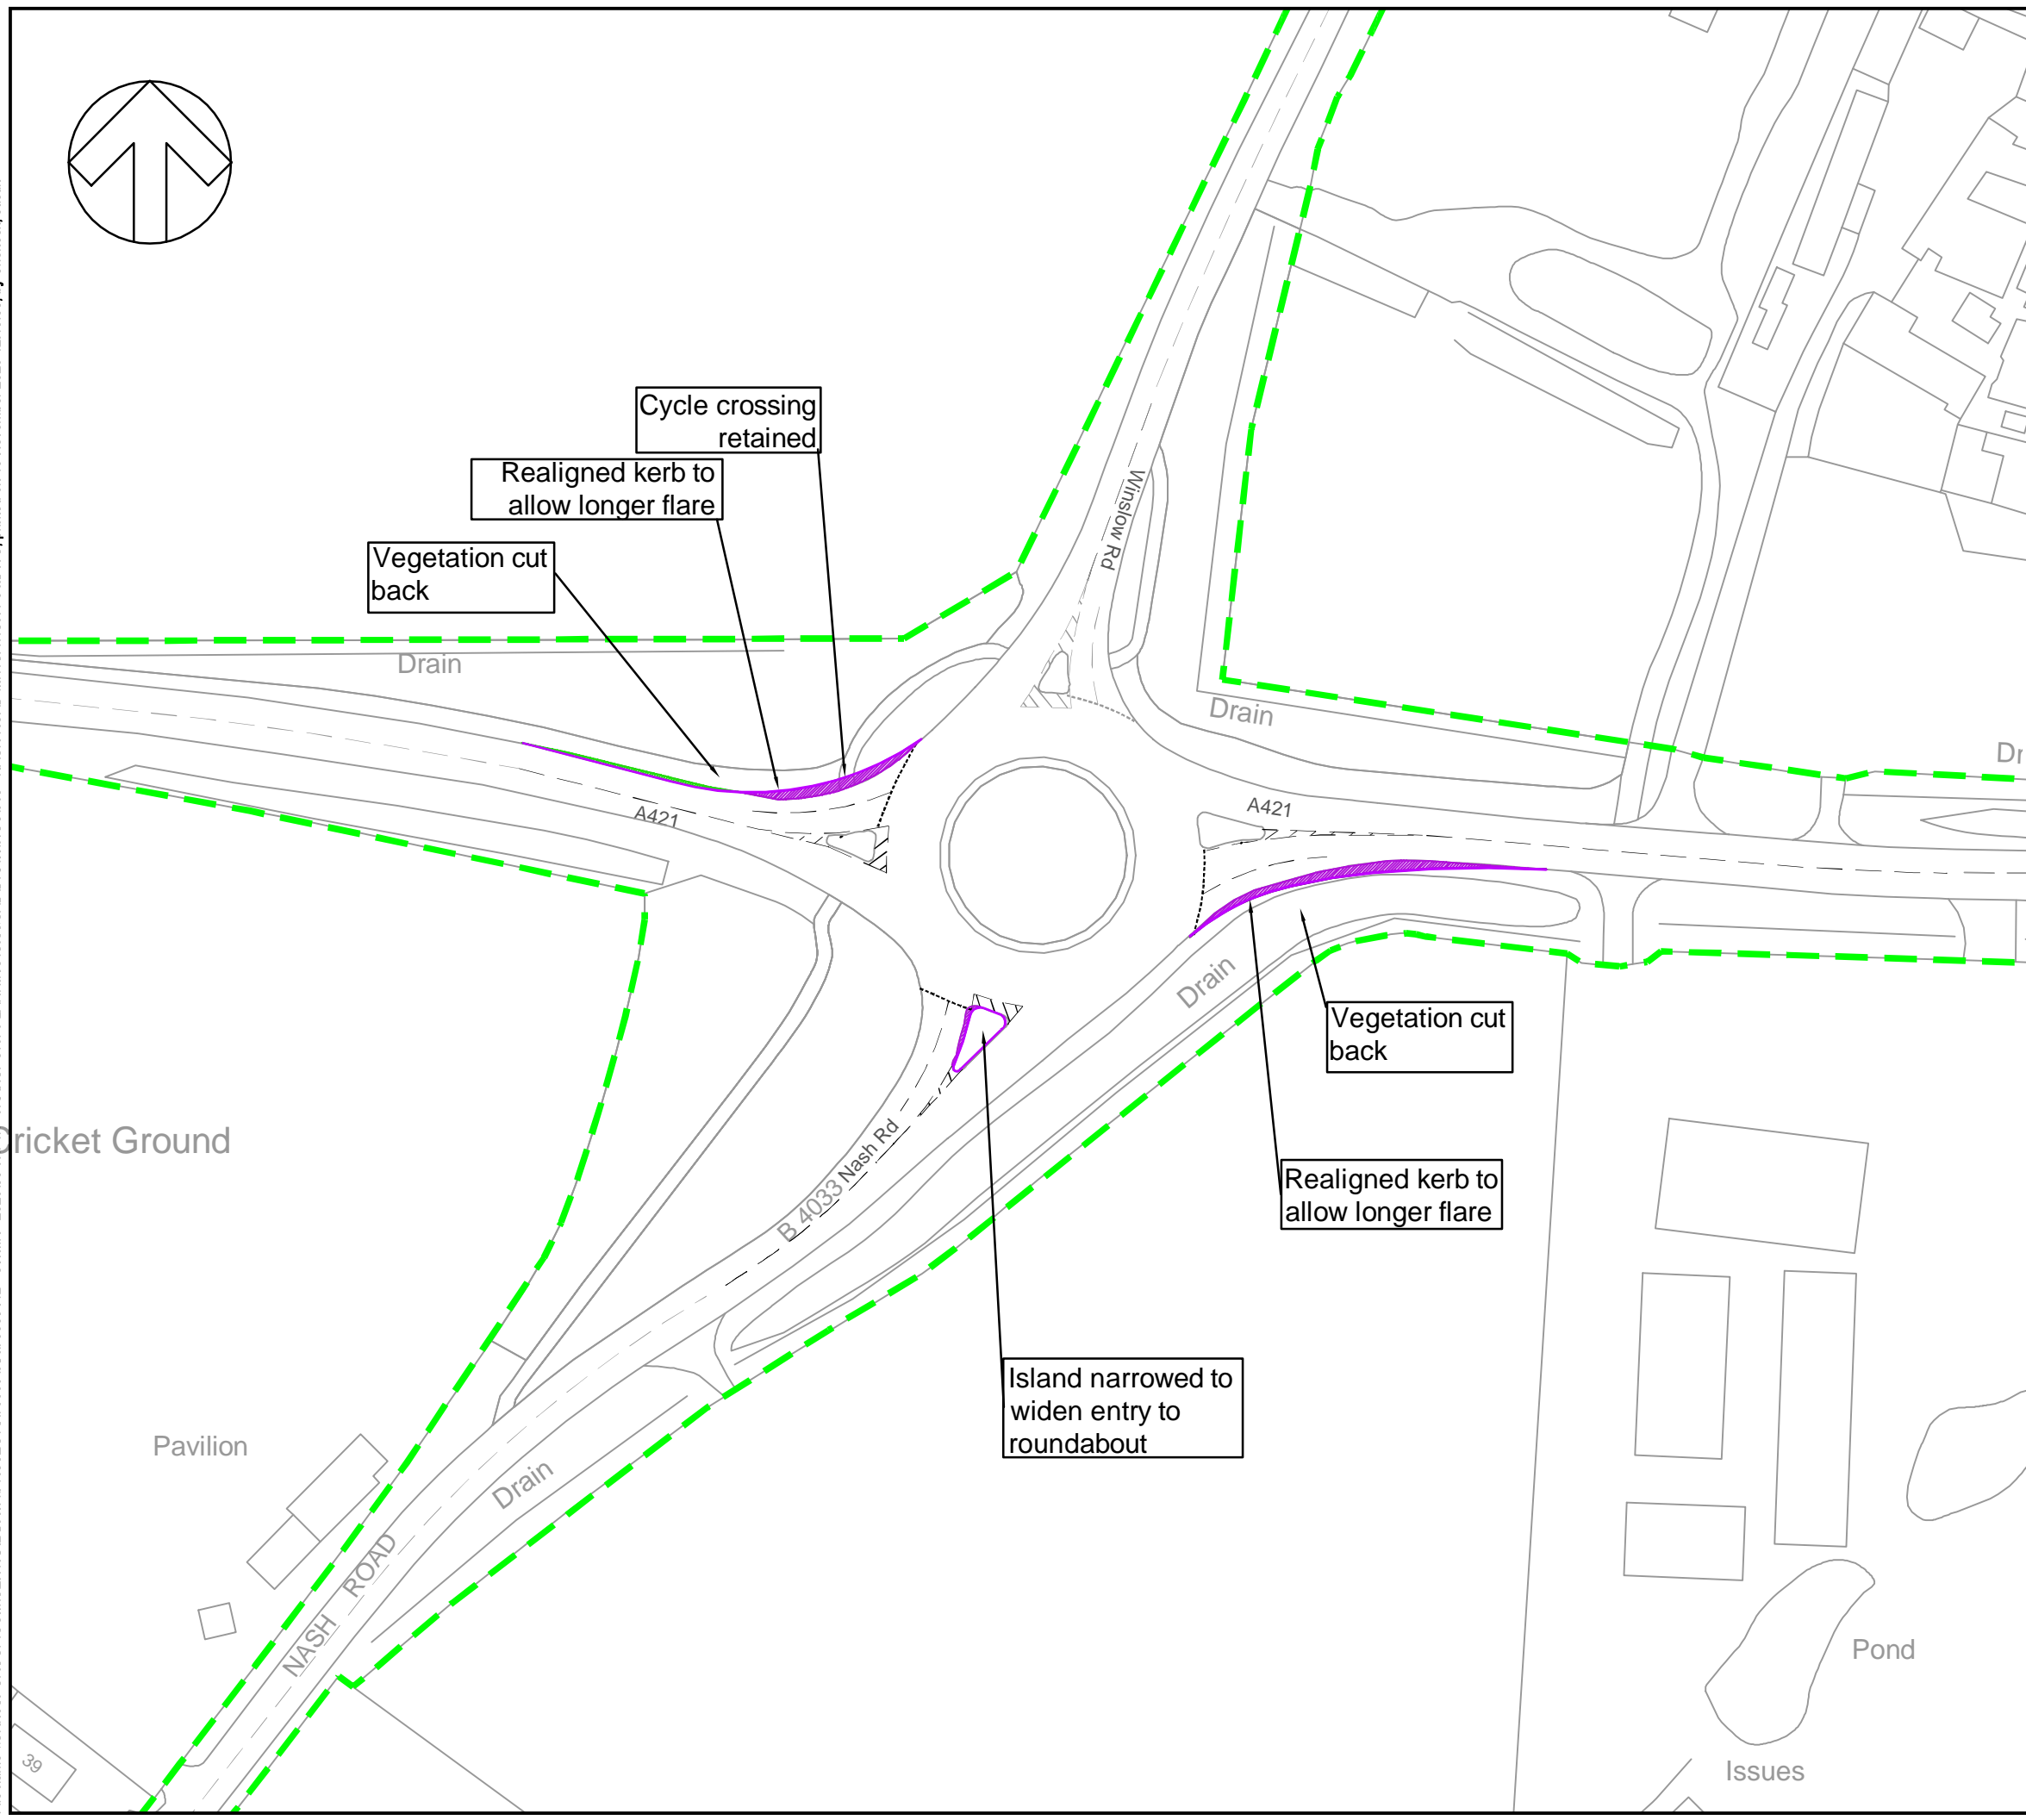 Cycle crossing
retained
Realigned kerb to
allow longer flare
Vegetation cut
back
Winslow Rd
Drain
Drain
Dr
A421
A421
Drain
Vegetation cut
back
Realigned kerb to
allow longer flare
B 4033 Nash Rd
Cricket Ground
Island narrowed to
widen entry to
roundabout
Pavilion
Drain
NASH ROAD
Pond
Issues
39